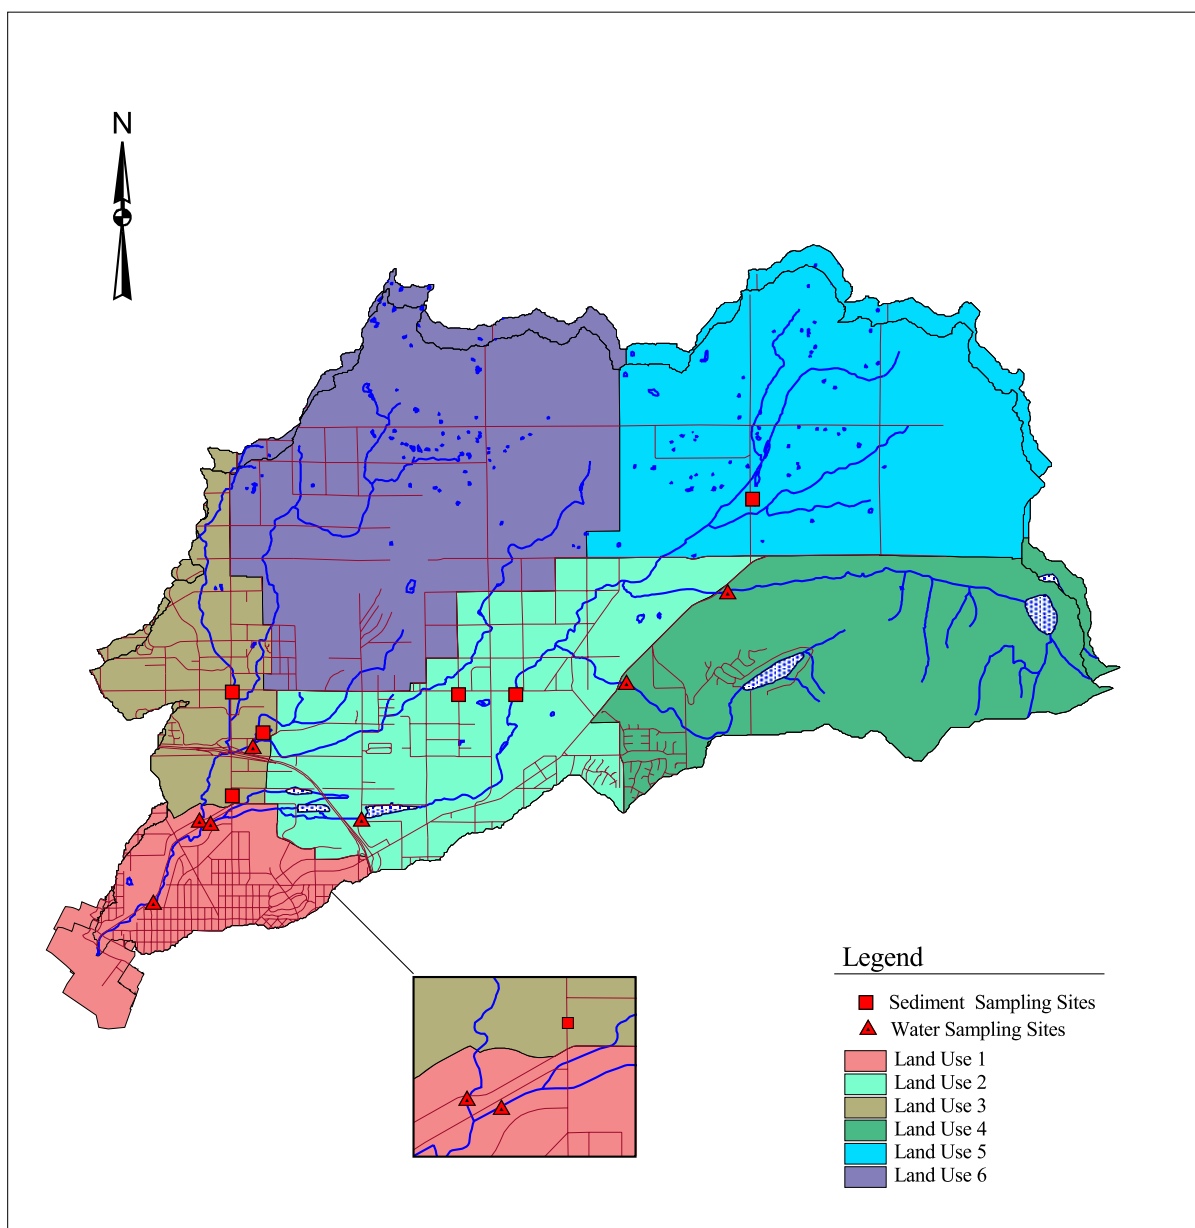 N
Legend
Sediment Sampling Sites
Water Sampling Sites
Land Use 1
Land Use 2
Land Use 3
Land Use 4
Land Use 5
Land Use 6